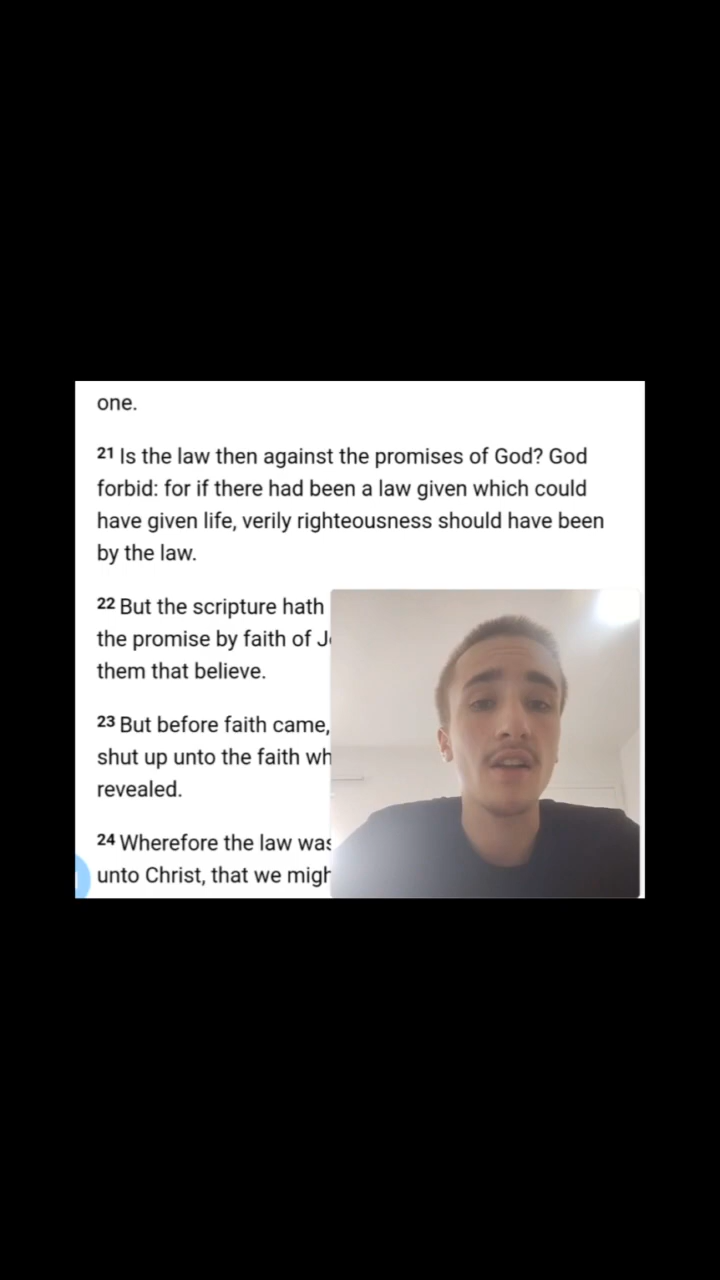 one.
21 Is the law then against the promises of God? God
forbid: for if there had been a law given which could
have given life, verily righteousness should have been
by the law.
22 But the scripture hath
the promise by faith of
them that believe.
23 But before faith came,
shut up unto the faith
revealed.
24 Wherefore the law
unto Christ, that we